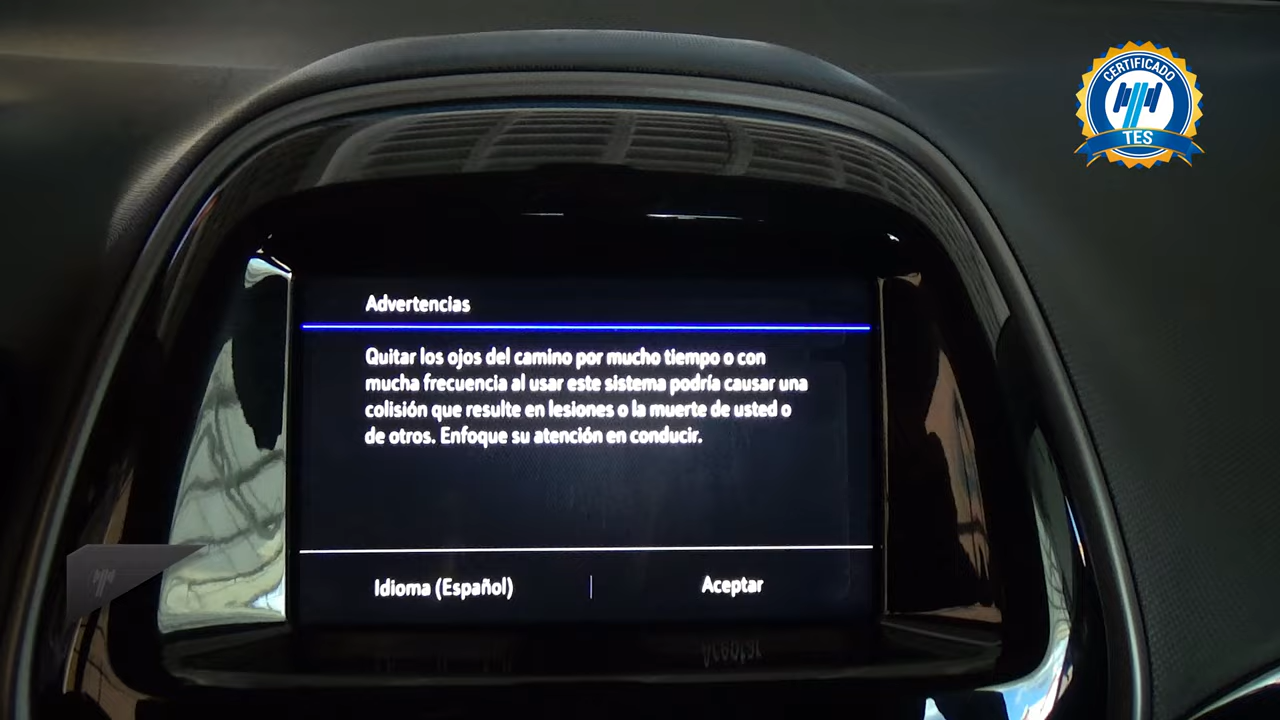 CERTIFICADO
TES
Advertencias
Quitar los ojos del camino por mucho tiempo o con
mucha frecuencia al usar este sistema podría causar una
colisión que resulte en lesiones o la muerte de usted o
de otros. Enfoque su atención en conducir.
Idioma (Español)
Aceptar
Aceptar